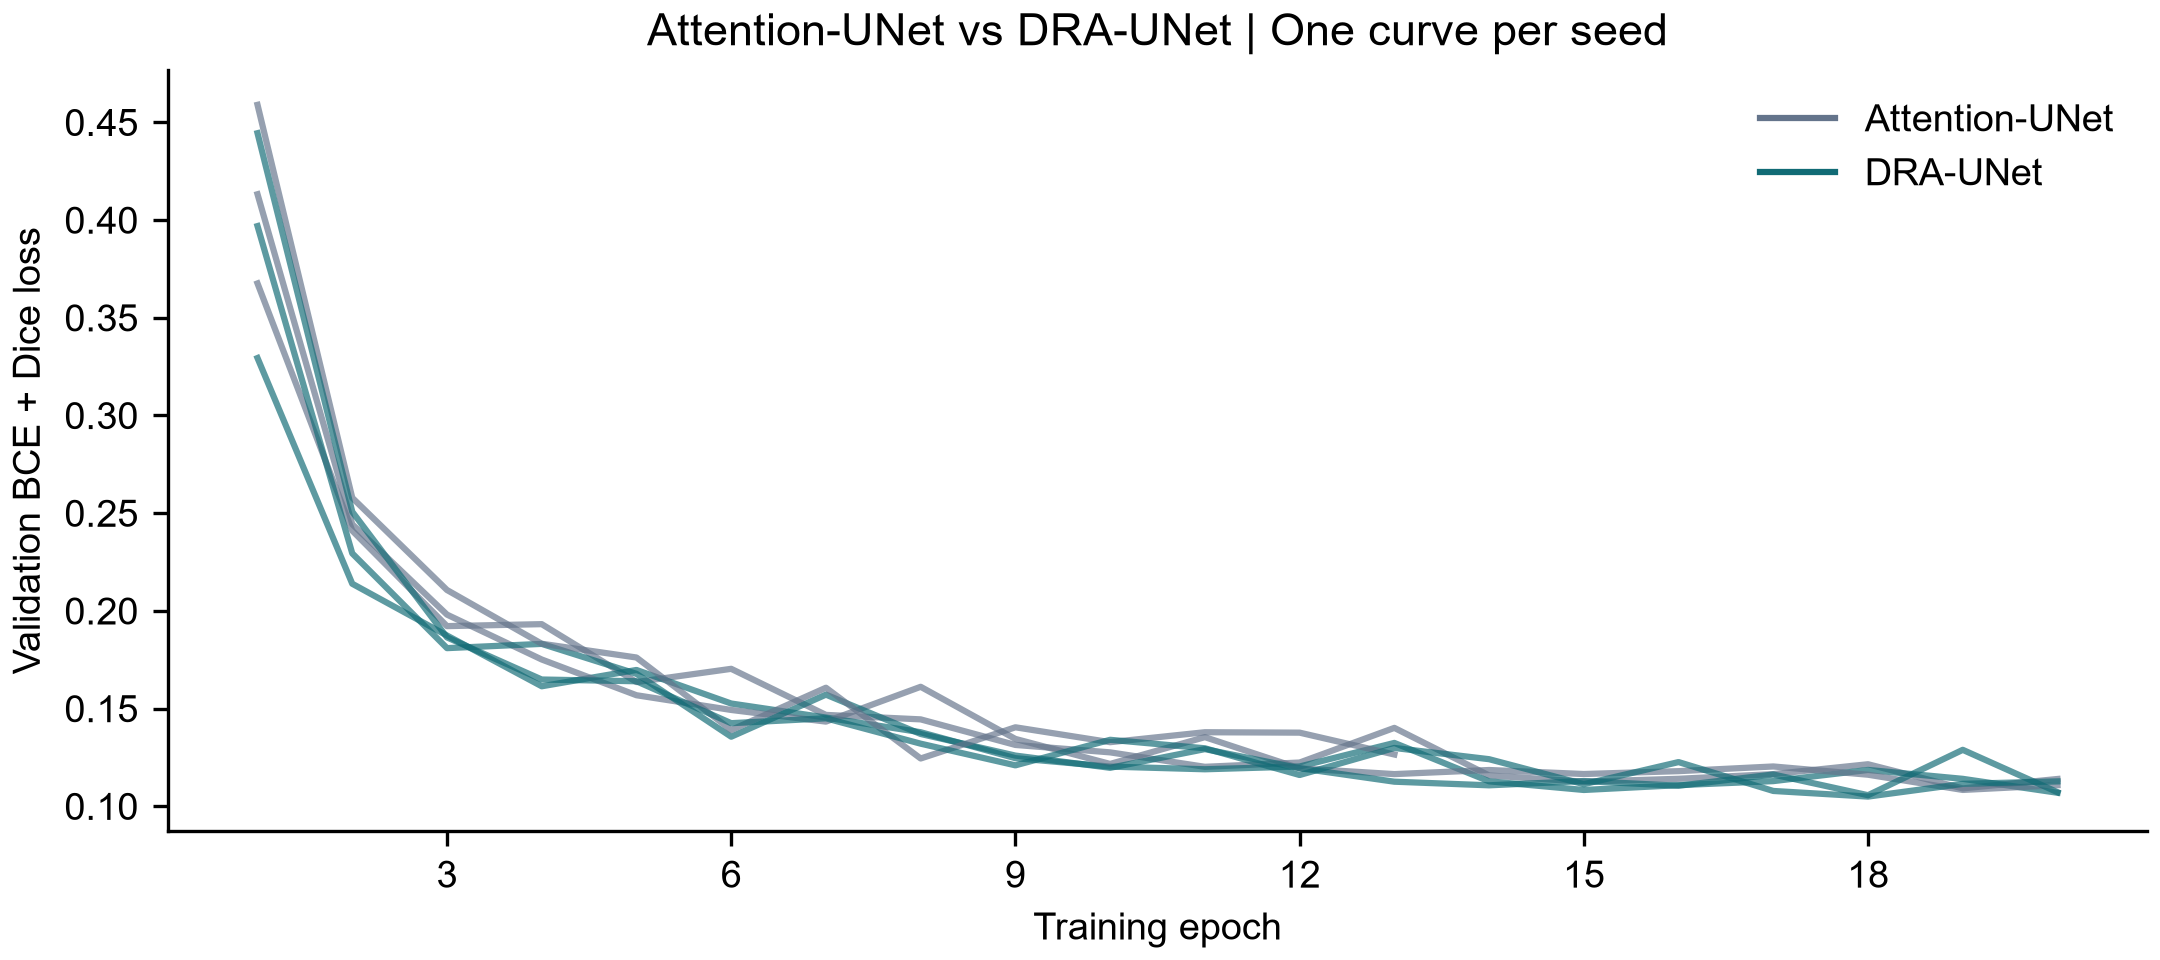 Attention-UNet vs DRA-UNet | One curve per seed
Attention-UNet
DRA-UNet
Validation BCE + Dice loss
0.45
0.40
0.35
0.30
0.25
0.20
0.15
0.10
3 6 9 12 15 18
Training epoch